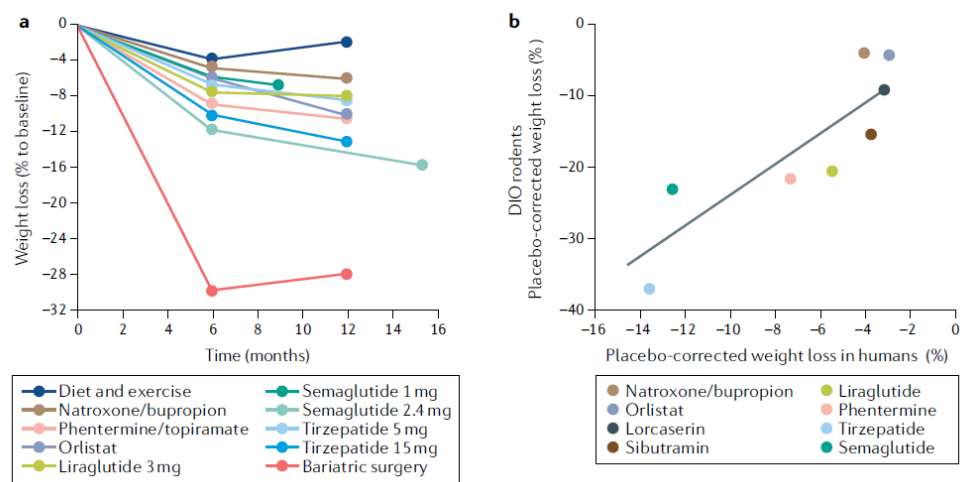 a
0
−4
−8
−12
−16
−20
−24
−28
−32
Weight loss (% to baseline)
0 2 4 6 8 10 12 14 16
Time (months)
Diet and exercise
Natroxone/bupropion
Phentermine/topiramate
Orlistat
Liraglutide 3 mg
Semaglutide 1 mg
Semaglutide 2.4 mg
Tirzepatide 5 mg
Tirzepatide 15 mg
Bariatric surgery
b
0
−10
−20
−30
−40
DIO rodents
Placebo-corrected weight loss (%)
−16 −14 −12 −10 −8 −6 −4 −2 0
Placebo-corrected weight loss in humans (%)
Natroxone/bupropion
Orlistat
Lorcaserin
Sibutramin
Liraglutide
Phentermine
Tirzepatide
Semaglutide